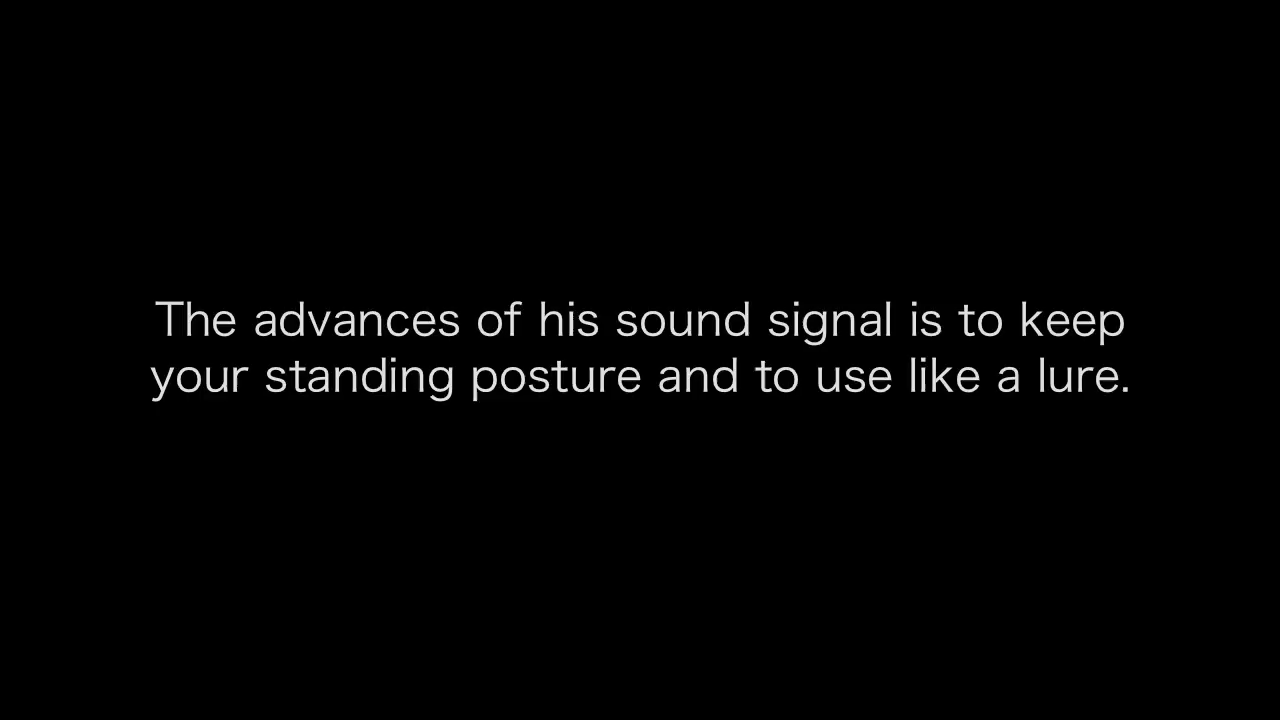 The advances of his sound signal is to keep
your standing posture and to use like a lure.